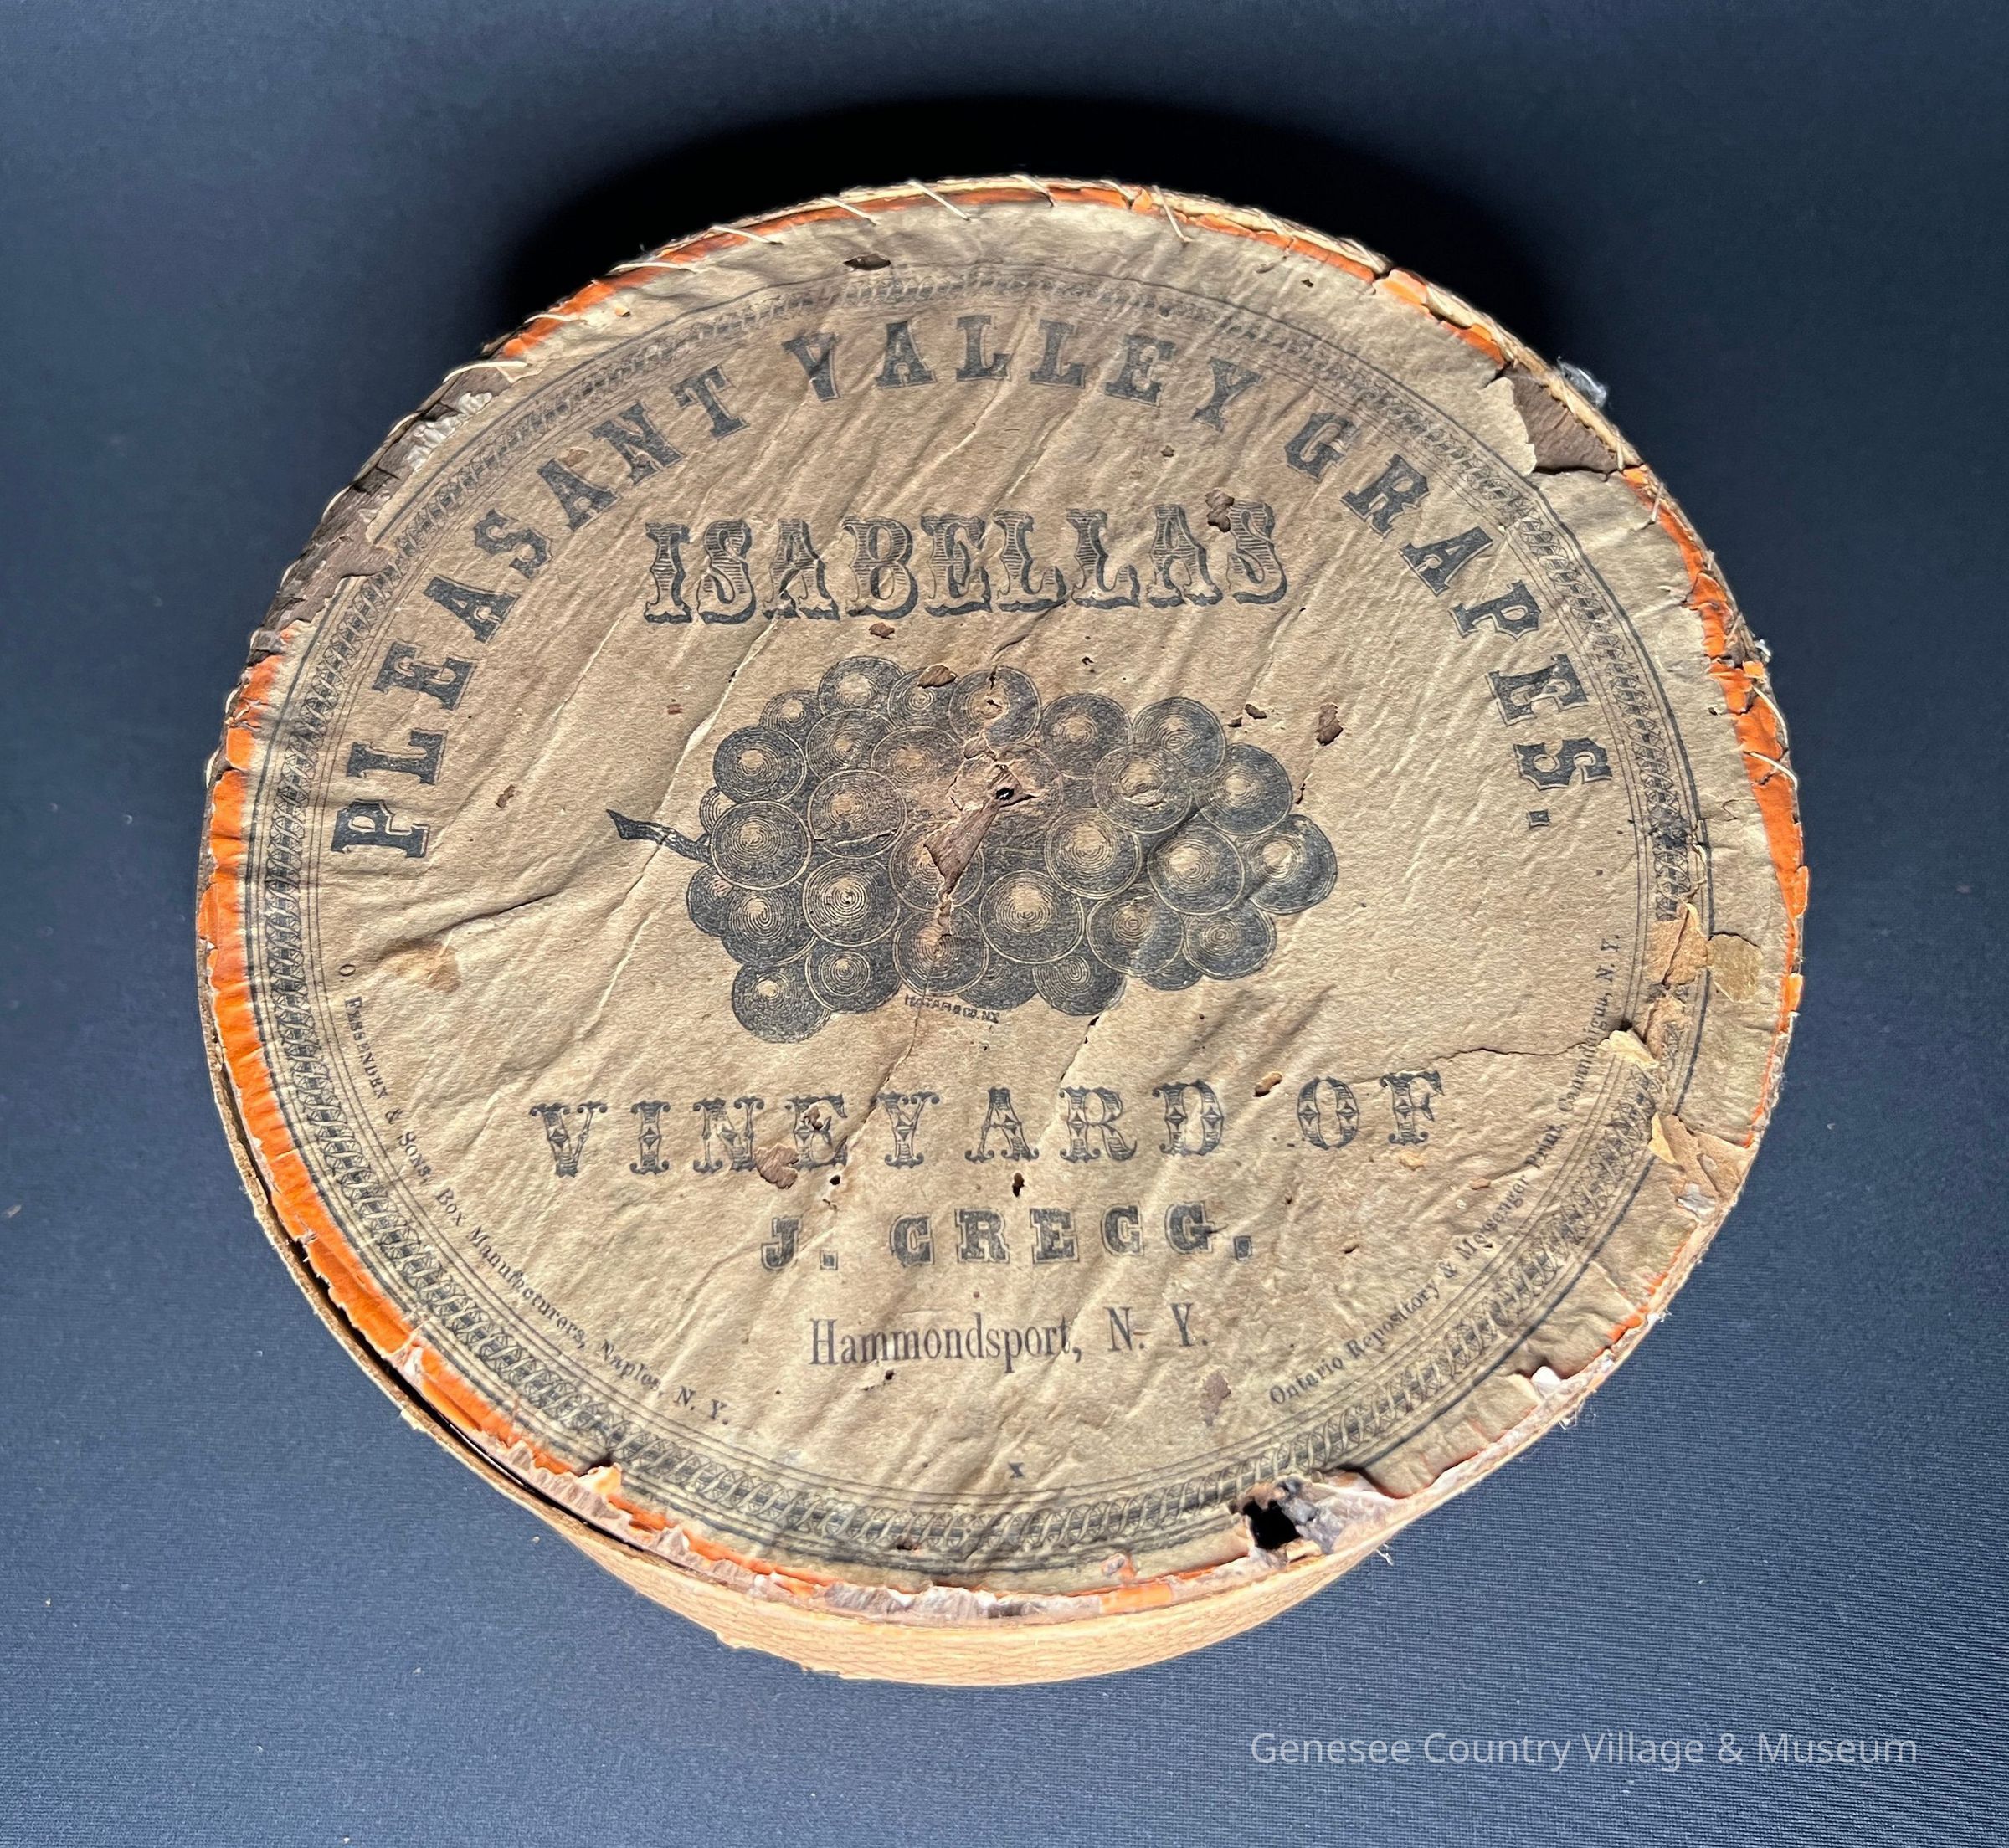 PLEASANT VALLEY GRAPES.
ISABELLAS
VINEYARD OF
J. GREGG.
Hammondsport, N. Y.
O. FESSENDEN & SONS, Box Manufacturers, Naples, N. Y.
Ontario Repository & Messenger Print, Canandaigua, N. Y.
x
Genesee Country Village & Museum